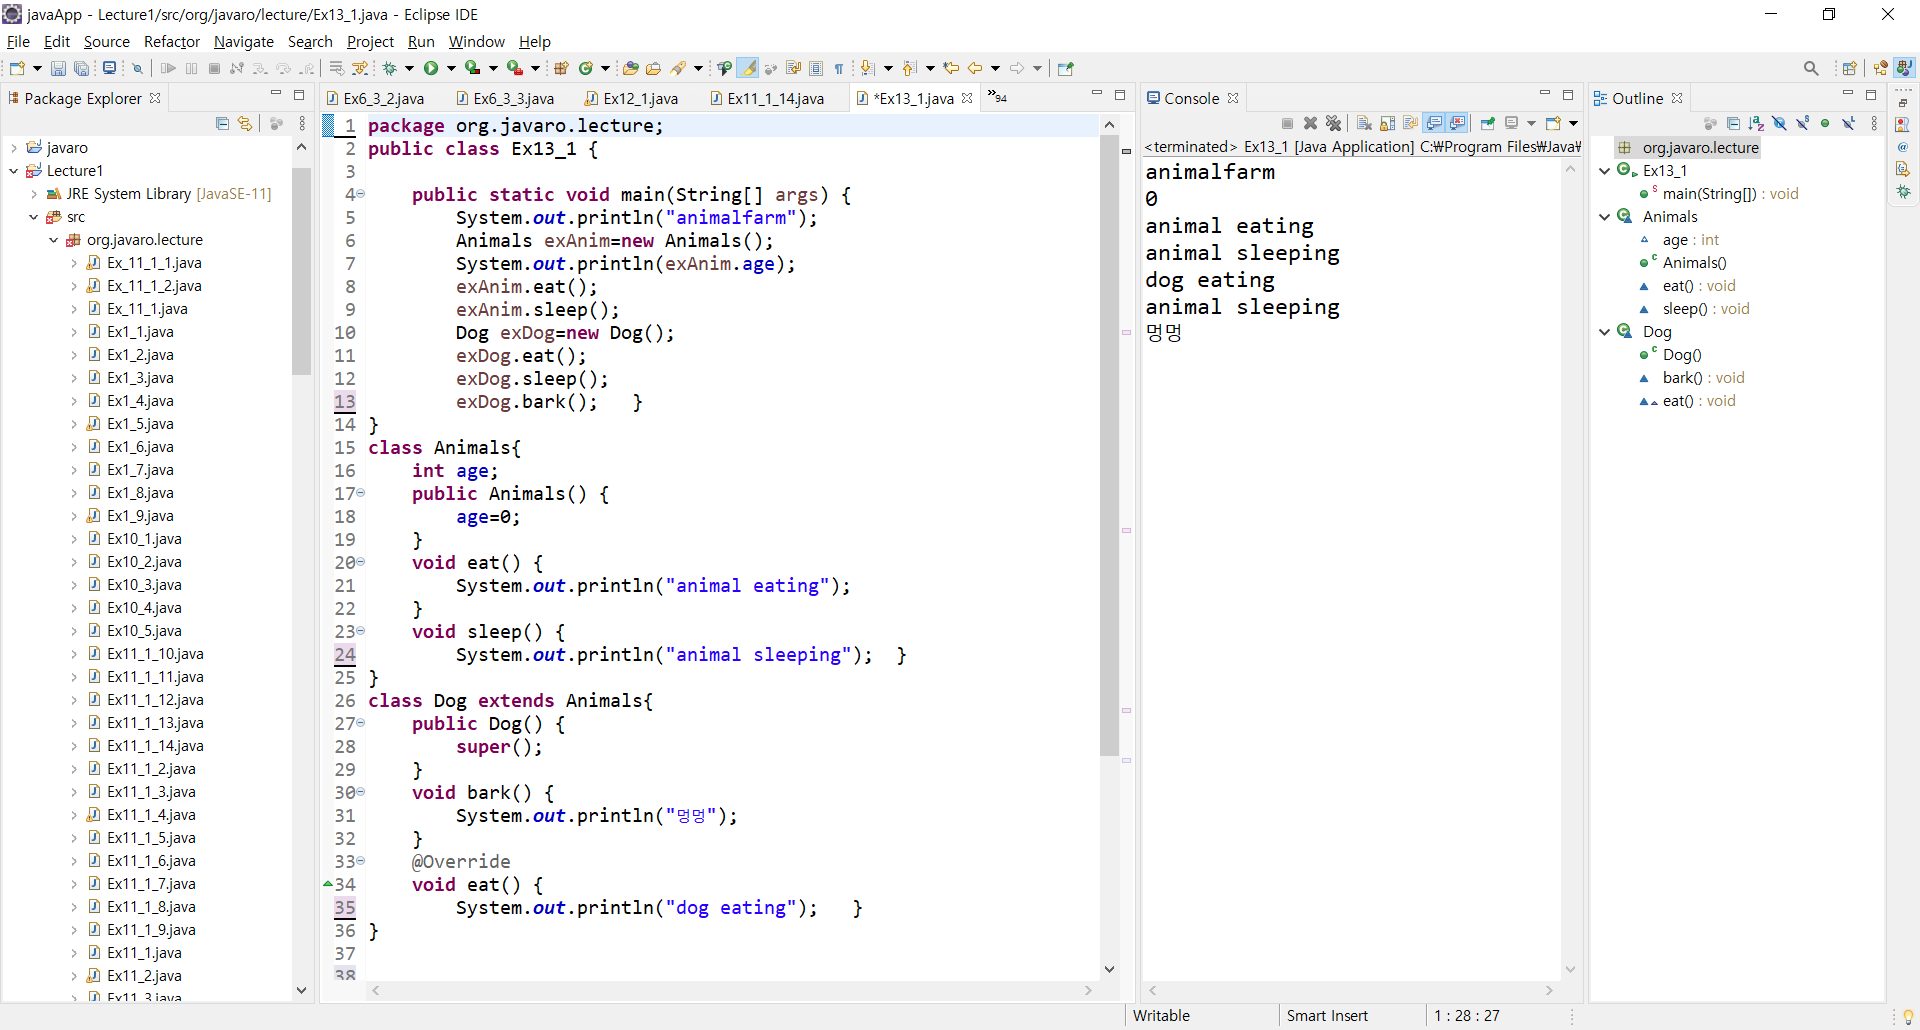 javaApp - Lecture1/src/org/javaro/lecture/Ex13_1.java - Eclipse IDE
File Edit Source Refactor Navigate Search Project Run Window Help
Package Explorer
javaro
Lecture1
JRE System Library [JavaSE-11]
src
org.javaro.lecture
Ex_11_1_1.java
Ex_11_1_2.java
Ex_11_1.java
Ex1_1.java
Ex1_2.java
Ex1_3.java
Ex1_4.java
Ex1_5.java
Ex1_6.java
Ex1_7.java
Ex1_8.java
Ex1_9.java
Ex10_1.java
Ex10_2.java
Ex10_3.java
Ex10_4.java
Ex10_5.java
Ex11_1_10.java
Ex11_1_11.java
Ex11_1_12.java
Ex11_1_13.java
Ex11_1_14.java
Ex11_1_2.java
Ex11_1_3.java
Ex11_1_4.java
Ex11_1_5.java
Ex11_1_6.java
Ex11_1_7.java
Ex11_1_8.java
Ex11_1_9.java
Ex11_1.java
Ex11_2.java
Ex11_3.java
Ex6_3_2.java Ex6_3_3.java Ex12_1.java Ex11_1_14.java *Ex13_1.java »94
1 package org.javaro.lecture;
2 public class Ex13_1 {
3
4 public static void main(String[] args) {
5 System.out.println("animalfarm");
6 Animals exAnim=new Animals();
7 System.out.println(exAnim.age);
8 exAnim.eat();
9 exAnim.sleep();
10 Dog exDog=new Dog();
11 exDog.eat();
12 exDog.sleep();
13 exDog.bark(); }
14 }
15 class Animals{
16 int age;
17 public Animals() {
18 age=0;
19 }
20 void eat() {
21 System.out.println("animal eating");
22 }
23 void sleep() {
24 System.out.println("animal sleeping"); }
25 }
26 class Dog extends Animals{
27 public Dog() {
28 super();
29 }
30 void bark() {
31 System.out.println("멍멍");
32 }
33 @Override
34 void eat() {
35 System.out.println("dog eating"); }
36 }
37
38
Console
<terminated> Ex13_1 [Java Application] C:₩Program Files₩Java₩
animalfarm
0
animal eating
animal sleeping
dog eating
animal sleeping
멍멍
Outline
org.javaro.lecture
Ex13_1
main(String[]) : void
Animals
age : int
Animals()
eat() : void
sleep() : void
Dog
Dog()
bark() : void
eat() : void
Writable Smart Insert 1 : 28 : 27